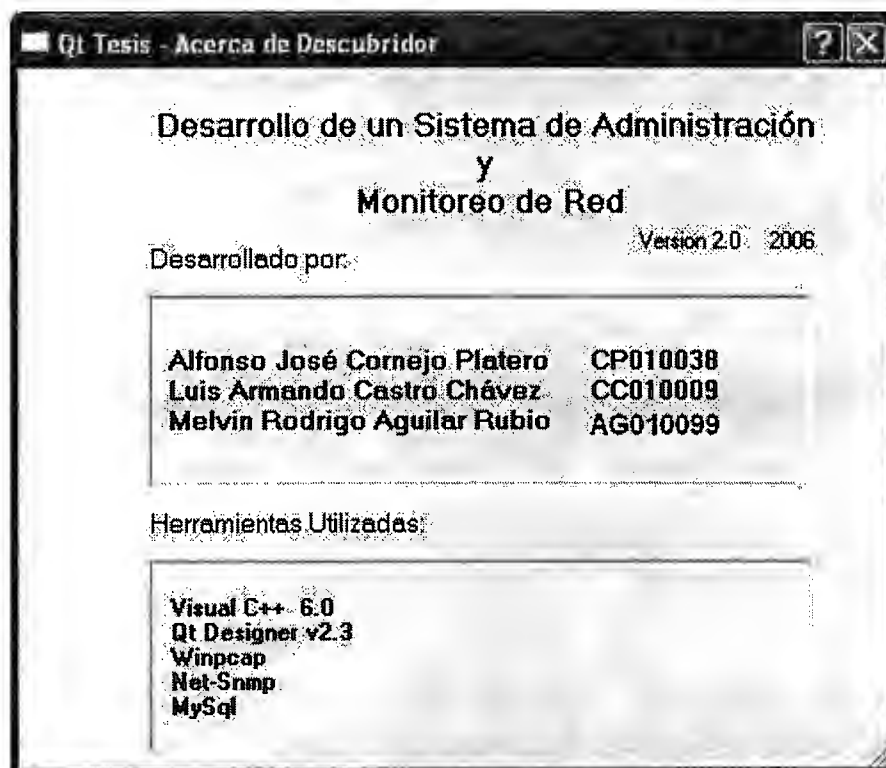 Qt Tesis - Acerca de Descubridor
Desarrollo de un Sistema de Administración
y
Monitoreo de Red
Version 2.0 2006
Desarrollado por:
Alfonso José Cornejo Platero CP010038
Luis Armando Castro Chávez CC010009
Melvin Rodrigo Aguilar Rubio AG010099
Herramientas Utilizadas:
Visual C++ 6.0
Qt Designer v2.3
Winpcap
Net-Snmp
MySql